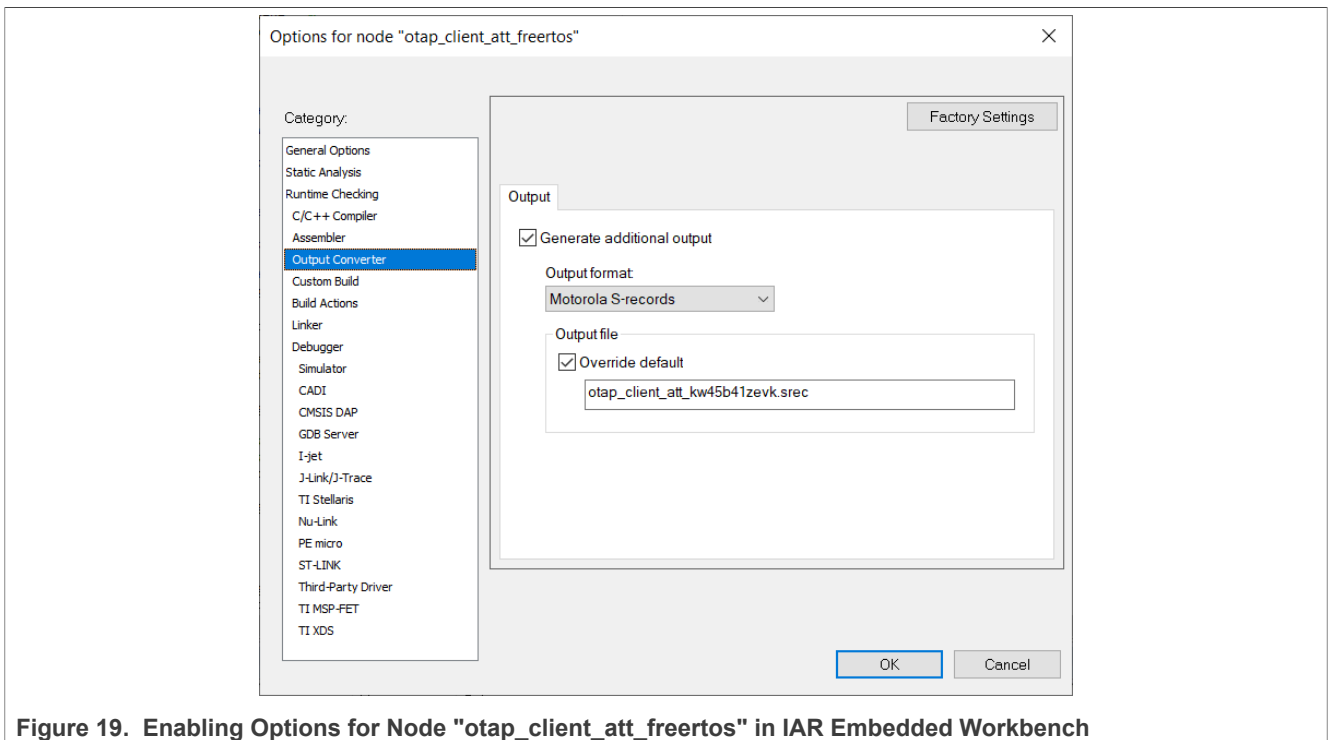 Options for node "otap_client_att_freertos"
Category:
Factory Settings
General Options
Static Analysis
Runtime Checking
C/C++ Compiler
Assembler
Output Converter
Custom Build
Build Actions
Linker
Debugger
Simulator
CADI
CMSIS DAP
GDB Server
I-jet
J-Link/J-Trace
TI Stellaris
Nu-Link
PE micro
ST-LINK
Third-Party Driver
TI MSP-FET
TI XDS
Output
Generate additional output
Output format:
Motorola S-records
Output file
Override default
otap_client_att_kw45b41zevk.srec
OK
Cancel
Figure 19. Enabling Options for Node "otap_client_att_freertos" in IAR Embedded Workbench